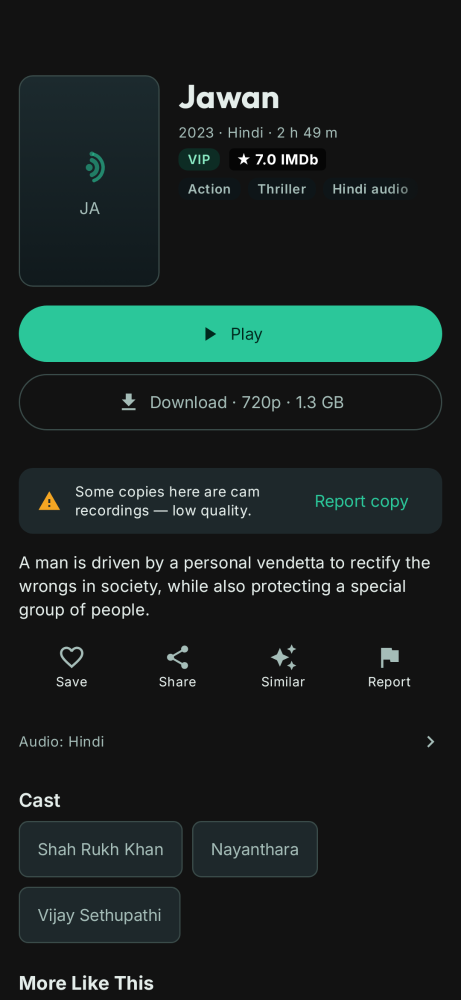 JA
Jawan
2023 · Hindi · 2 h 49 m
VIP
★ 7.0 IMDb
Action
Thriller
Hindi audio
Play
Download · 720p · 1.3 GB
Some copies here are cam
recordings — low quality.
Report copy
A man is driven by a personal vendetta to rectify the
wrongs in society, while also protecting a special
group of people.
Save
Share
Similar
Report
Audio: Hindi
Cast
Shah Rukh Khan
Nayanthara
Vijay Sethupathi
More Like This